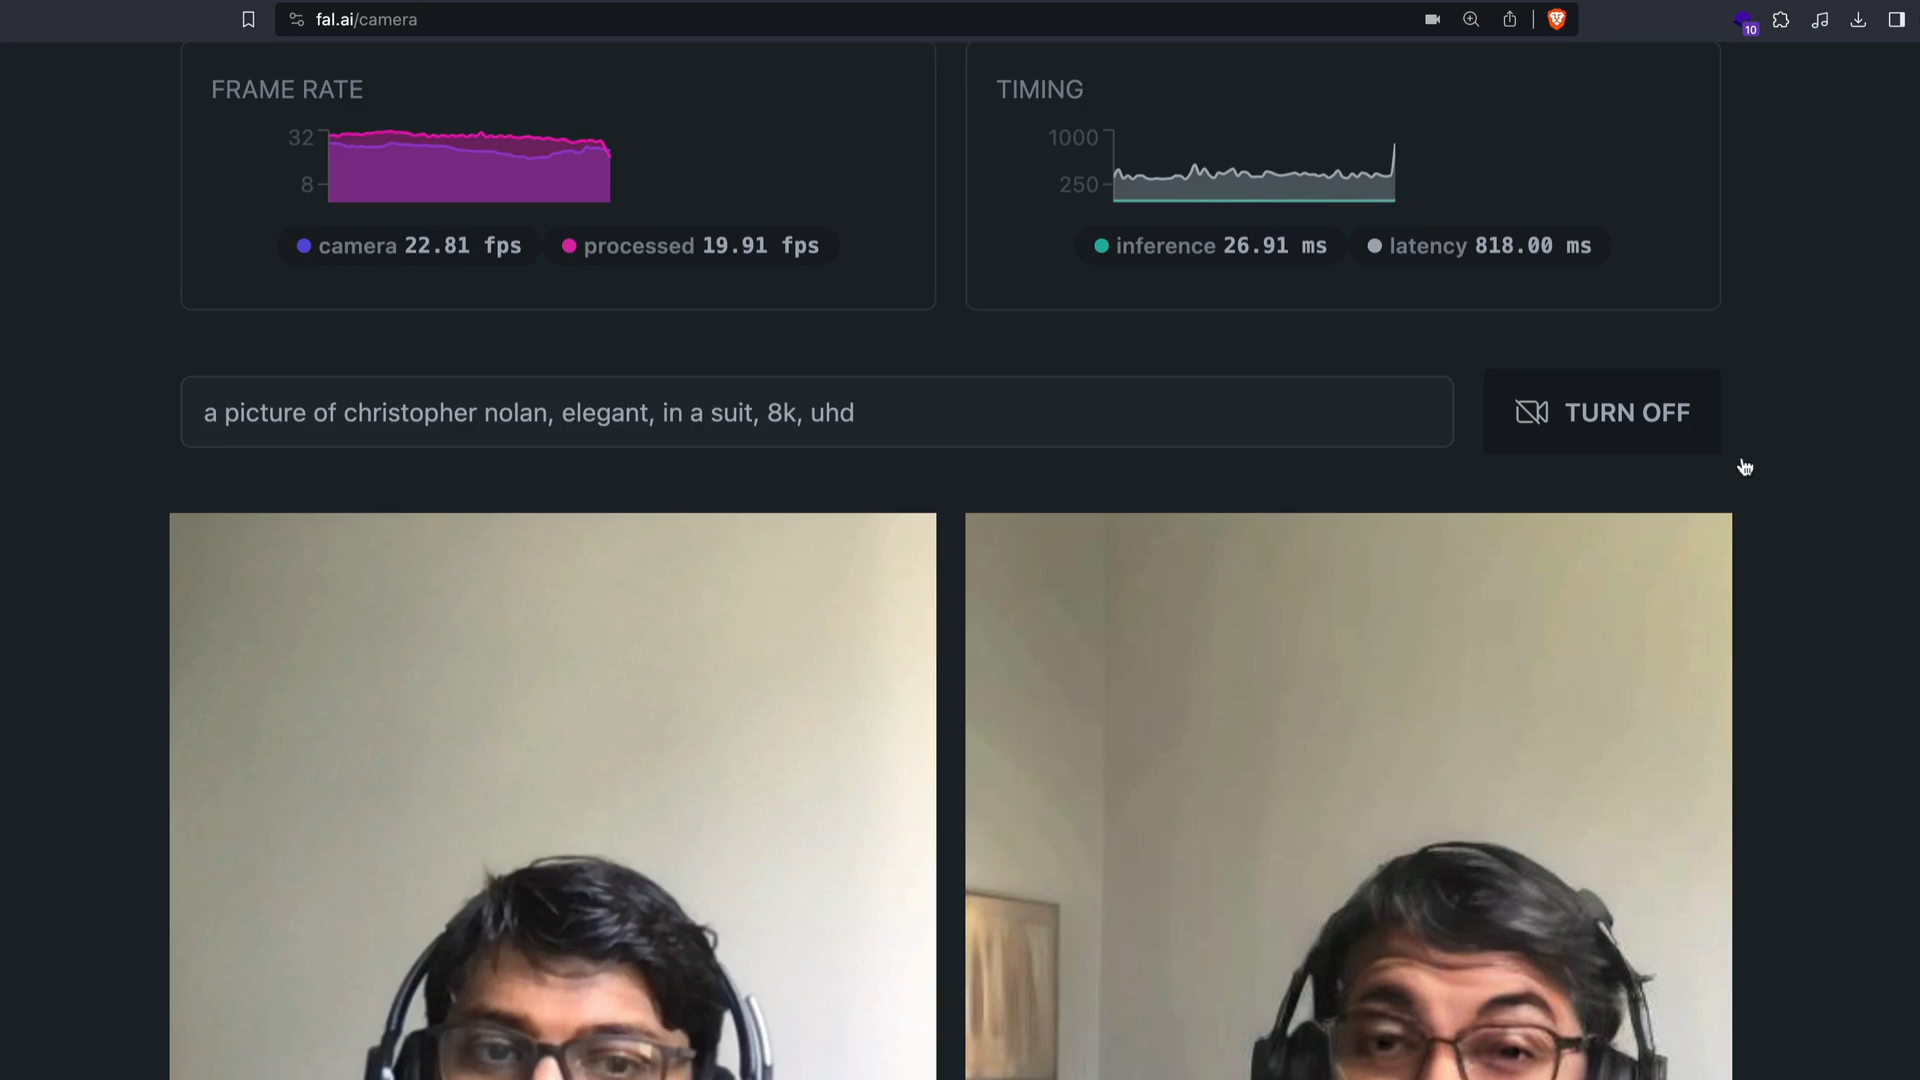 fal.ai/camera
10
FRAME RATE
32
8
camera 22.81 fps processed 19.91 fps
TIMING
1000
250
inference 26.91 ms latency 818.00 ms
a picture of christopher nolan, elegant, in a suit, 8k, uhd
TURN OFF